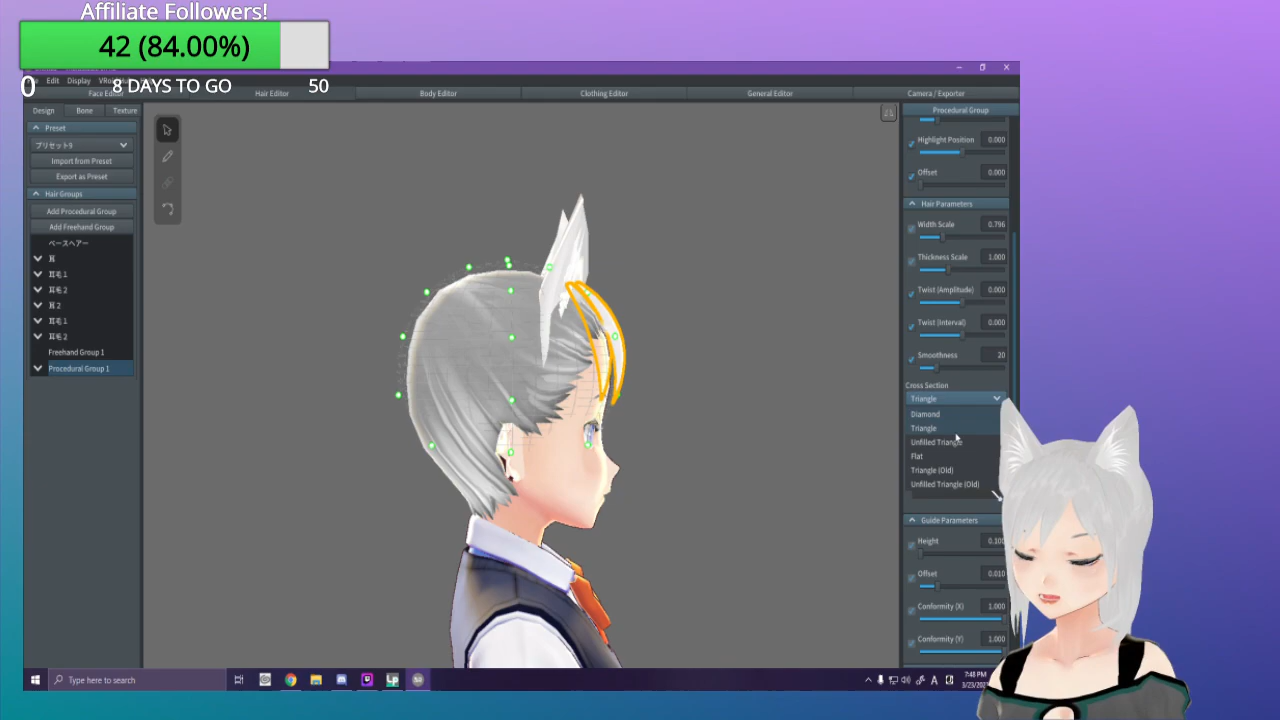 Affiliate Followers!
42 (84.00%)
0
8 DAYS TO GO
50
Edit
Display
Face Editor
Hair Editor
Body Editor
Clothing Editor
General Editor
Camera / Exporter
Design
Bone
Texture
Preset
プリセット9
Import from Preset
Export as Preset
Hair Groups
Add Procedural Group
Add Freehand Group
ベースヘアー
耳
耳毛1
耳毛2
耳2
耳毛1
耳毛2
Freehand Group 1
Procedural Group 1
Procedural Group
Highlight Position
0.000
Offset
0.000
Hair Parameters
Width Scale
0.796
Thickness Scale
1.000
Twist (Amplitude)
0.000
Twist (Interval)
0.000
Smoothness
20
Cross Section
Triangle
Diamond
Triangle
Unfilled Triangle
Flat
Triangle (Old)
Unfilled Triangle (Old)
Guide Parameters
Height
0.100
Offset
0.010
Conformity (X)
1.000
Conformity (Y)
1.000
Type here to search
A
7:48 PM